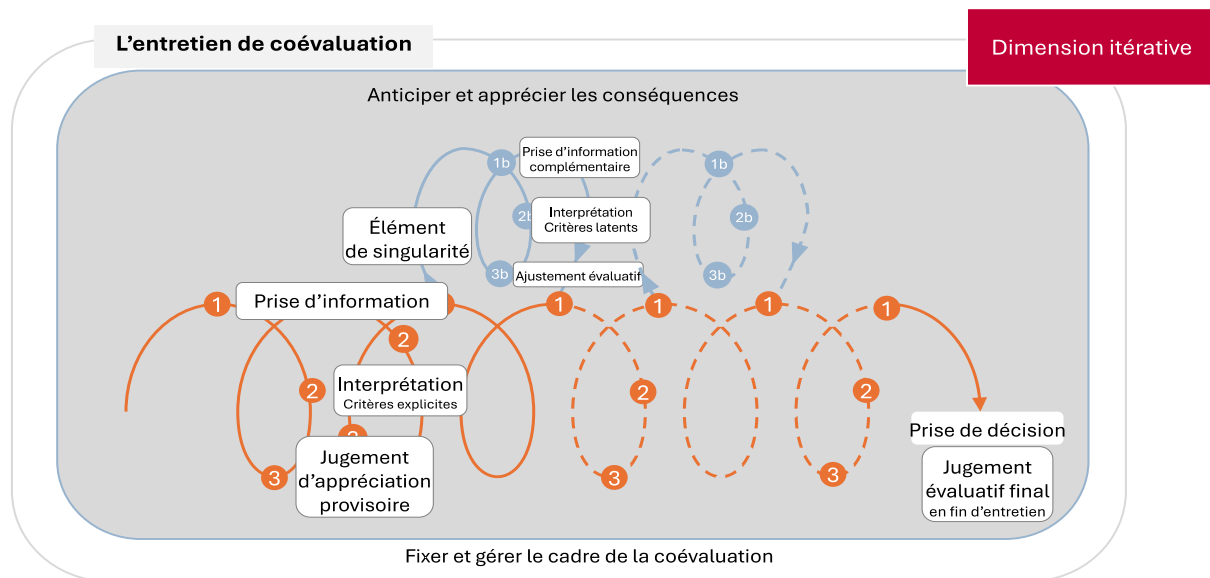 L'entretien de coévaluation
Dimension itérative
Anticiper et apprécier les conséquences
1b
Prise d'information
complémentaire
1b
Élément
de singularité
2b
Interprétation
Critères latents
2b
3b
Ajustement évaluatif
3b
1
Prise d'information
1
1
1
1
2
Interprétation
Critères explicites
2
2
2
3
Jugement
d'appréciation
provisoire
3
3
Prise de décision
Jugement
évaluatif final
en fin d'entretien
Fixer et gérer le cadre de la coévaluation